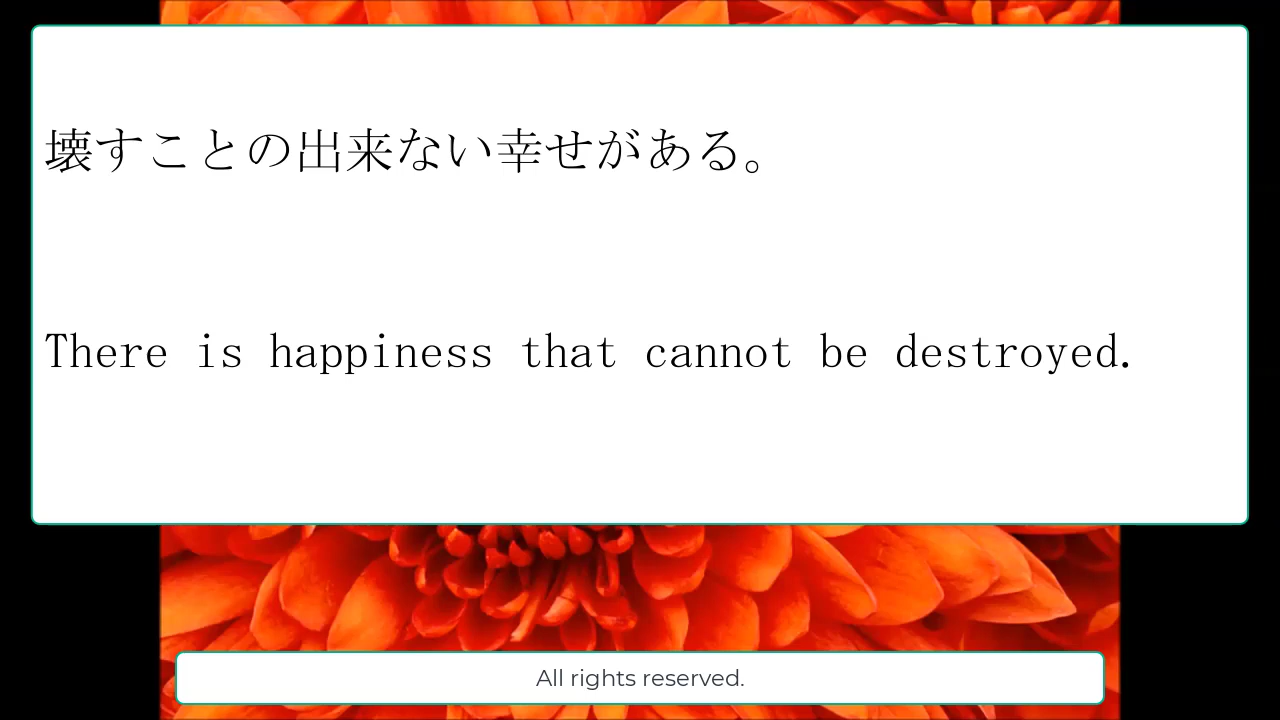 壊すことの出来ない幸せがある。
There is happiness that cannot be destroyed.
All rights reserved.